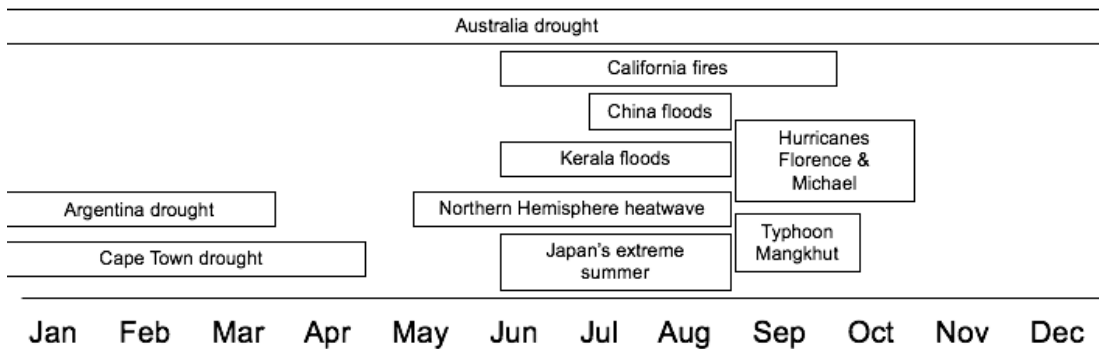 Australia drought
California fires
China floods
Hurricanes
Florence &
Michael
Kerala floods
Argentina drought
Northern Hemisphere heatwave
Typhoon
Mangkhut
Cape Town drought
Japan's extreme
summer
Jan Feb Mar Apr May Jun Jul Aug Sep Oct Nov Dec